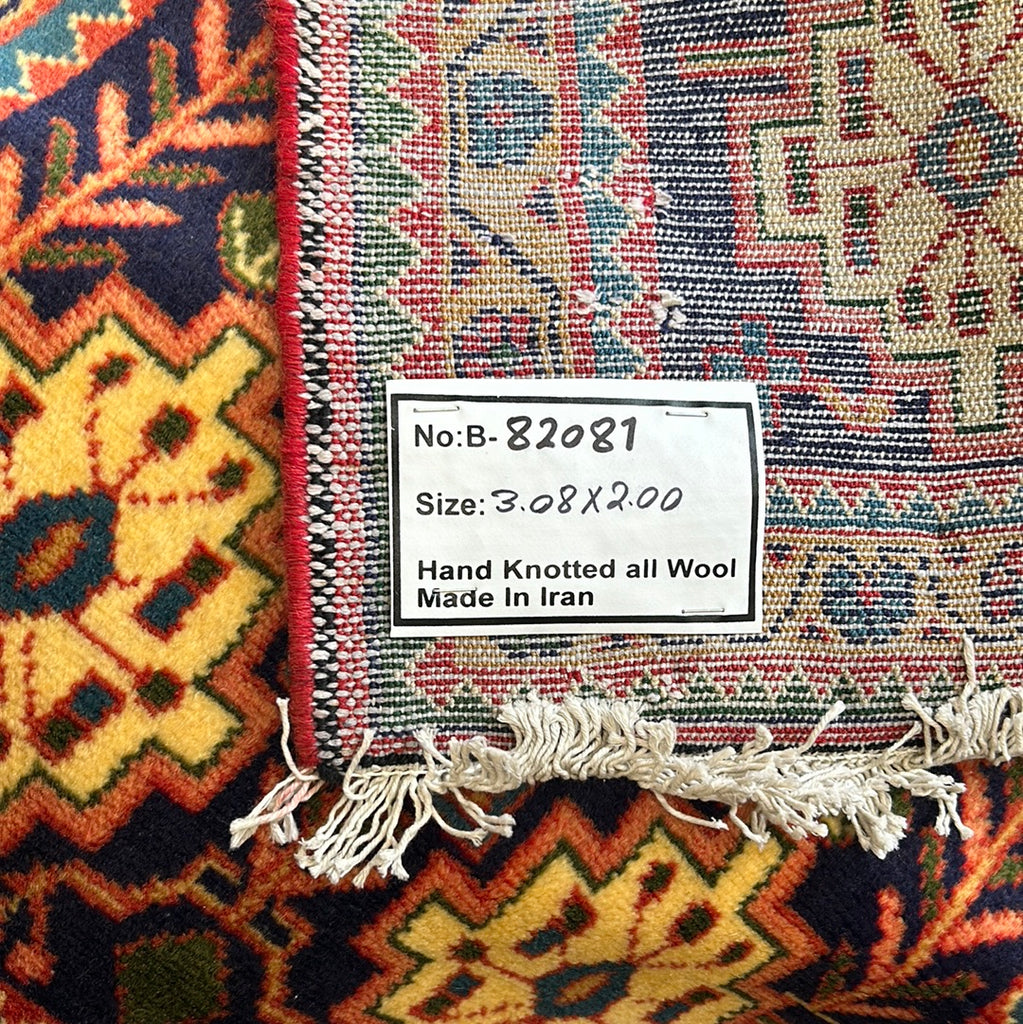 No:B-82081
Size:3.08X2.00
Hand Knotted all Wool
Made In Iran